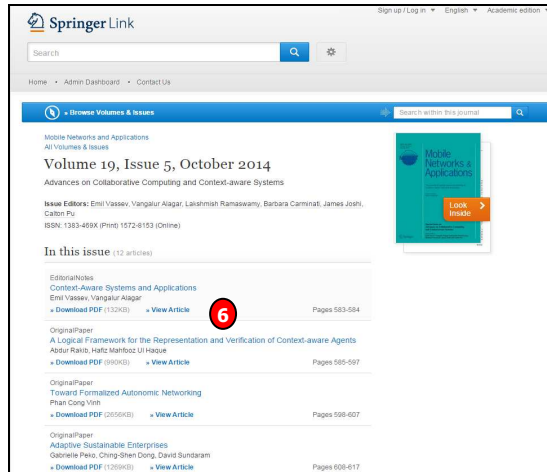 Sign up / Log in English Academic edition
Springer Link
Search
Home • Admin Dashboard • Contact Us
» Browse Volumes & Issues
Search within this journal
Mobile Networks and Applications
All Volumes & Issues
Volume 19, Issue 5, October 2014
Advances on Collaborative Computing and Context-aware Systems
Issue Editors: Emil Vassev, Vangalur Alagar, Lakshmish Ramaswamy, Barbara Carminati, James Joshi,
Calton Pu
ISSN: 1383-469X (Print) 1572-8153 (Online)
Mobile
Networks &
Applications
Look
Inside
In this issue (12 articles)
EditorialNotes
Context-Aware Systems and Applications
Emil Vassev, Vangalur Alagar
» Download PDF (132KB) » View Article Pages 583-584
6
OriginalPaper
A Logical Framework for the Representation and Verification of Context-aware Agents
Abdur Rakib, Hafiz Mahfooz Ul Haque
» Download PDF (990KB) » View Article Pages 585-597
OriginalPaper
Toward Formalized Autonomic Networking
Phan Cong Vinh
» Download PDF (2656KB) » View Article Pages 598-607
OriginalPaper
Adaptive Sustainable Enterprises
Gabrielle Peko, Ching-Shen Dong, David Sundaram
» Download PDF (1269KB) » View Article Pages 608-617